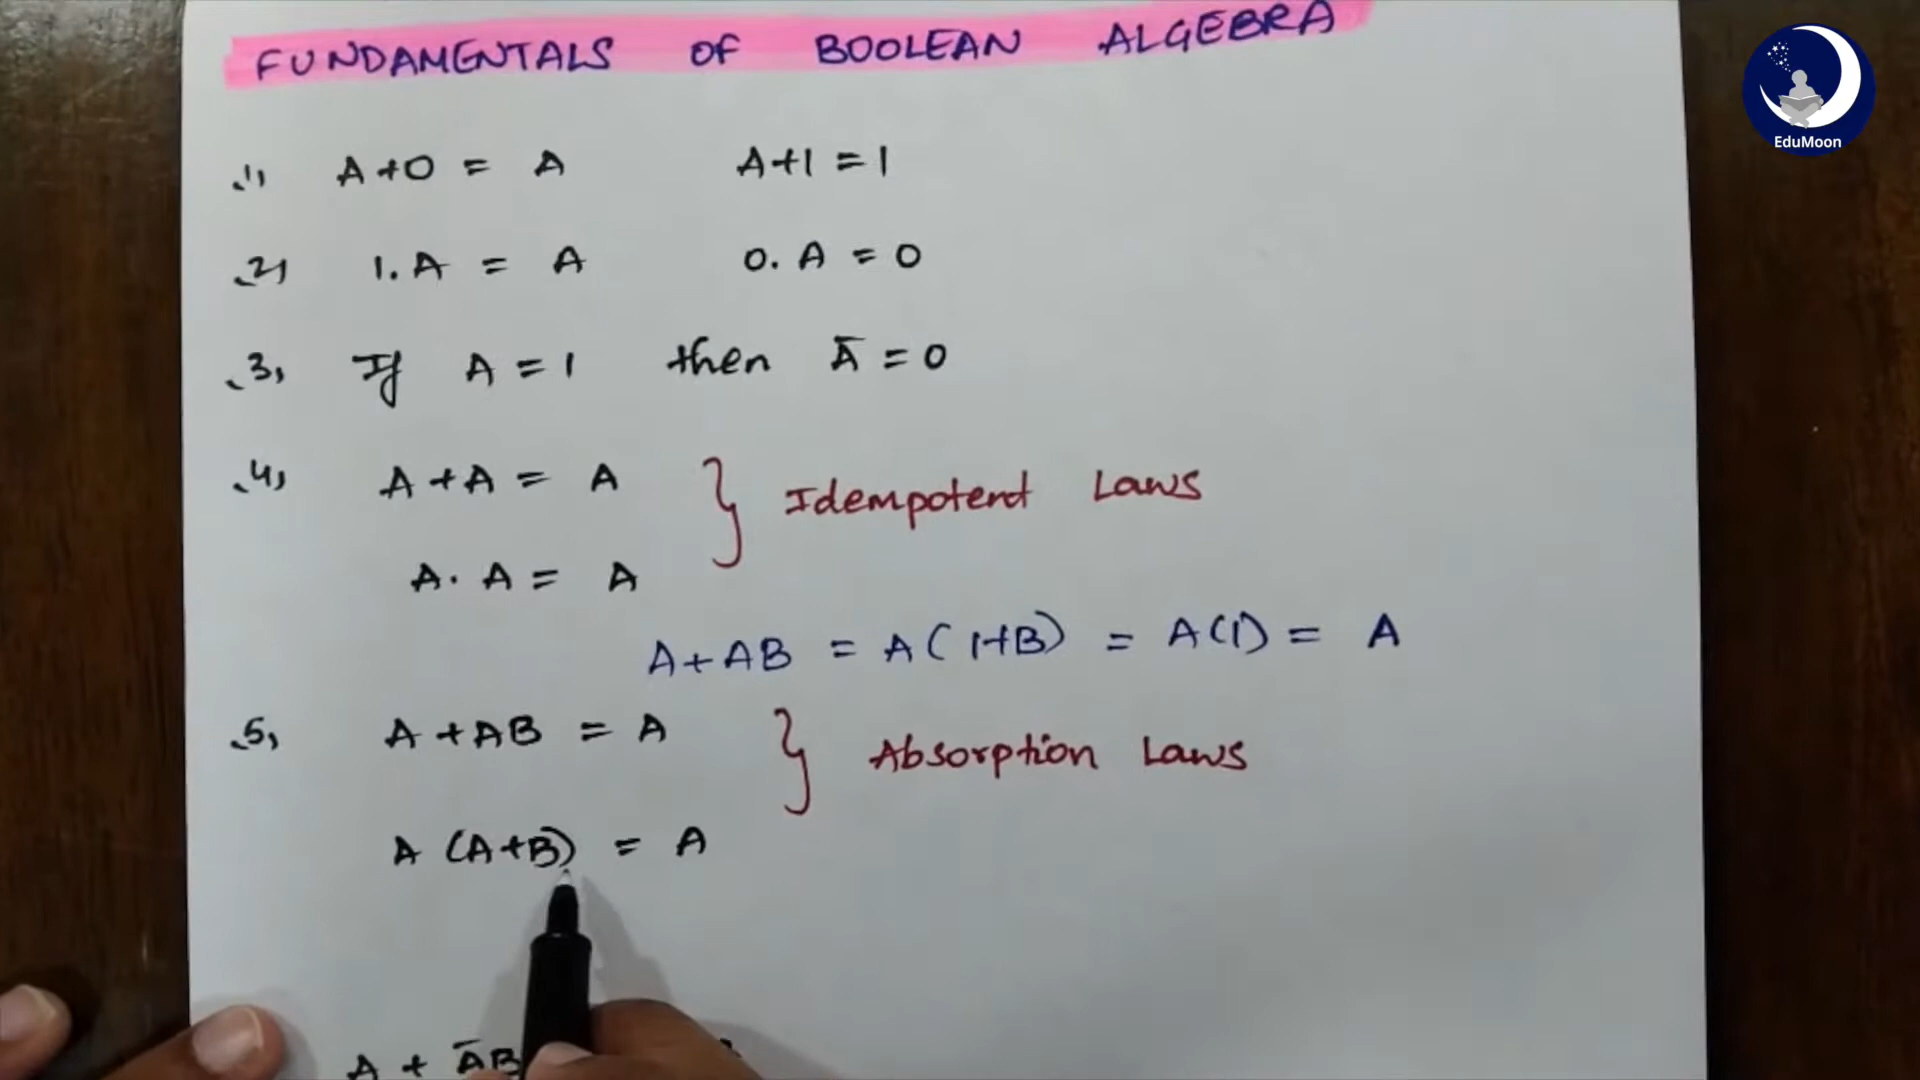 FUNDAMENTALS OF BOOLEAN ALGEBRA
EduMoon
1) A+0 = A A+1 = 1
2) 1.A = A 0.A = 0
3) If A = 1 then Ā = 0
4) A+A = A } Idempotent Laws
A.A = A
A+AB = A(1+B) = A(1) = A
5) A+AB = A } Absorption Laws
A(A+B) = A
A + ĀB